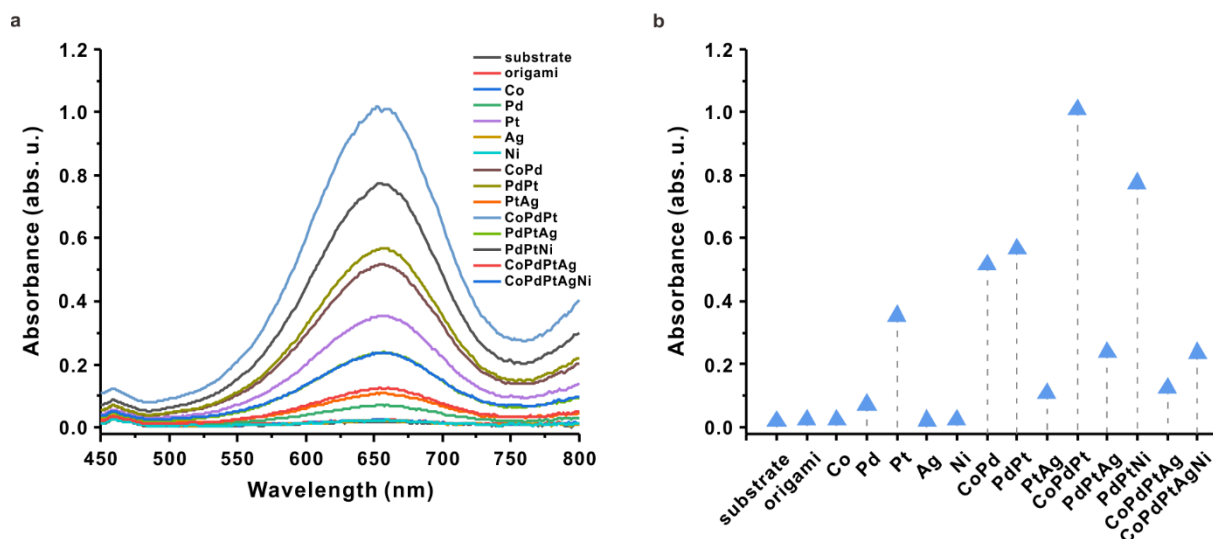 a
1.2
1.0
0.8
0.6
0.4
0.2
0.0
Absorbance (abs. u.)
450 500 550 600 650 700 750 800
Wavelength (nm)
substrate
origami
Co
Pd
Pt
Ag
Ni
CoPd
PdPt
PtAg
CoPdPt
PdPtAg
PdPtNi
CoPdPtAg
CoPdPtAgNi
b
1.2
1.0
0.8
0.6
0.4
0.2
0.0
Absorbance (abs. u.)
substrate
origami
Co
Pd
Pt
Ag
Ni
CoPd
PdPt
PtAg
CoPdPt
PdPtAg
PdPtNi
CoPdPtAg
CoPdPtAgNi